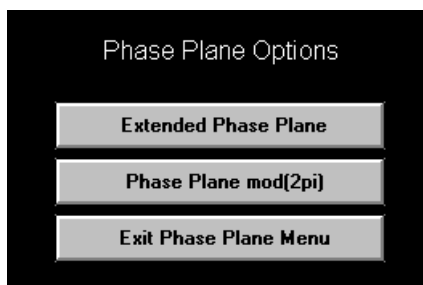 Phase Plane Options
Extended Phase Plane
Phase Plane mod(2pi)
Exit Phase Plane Menu